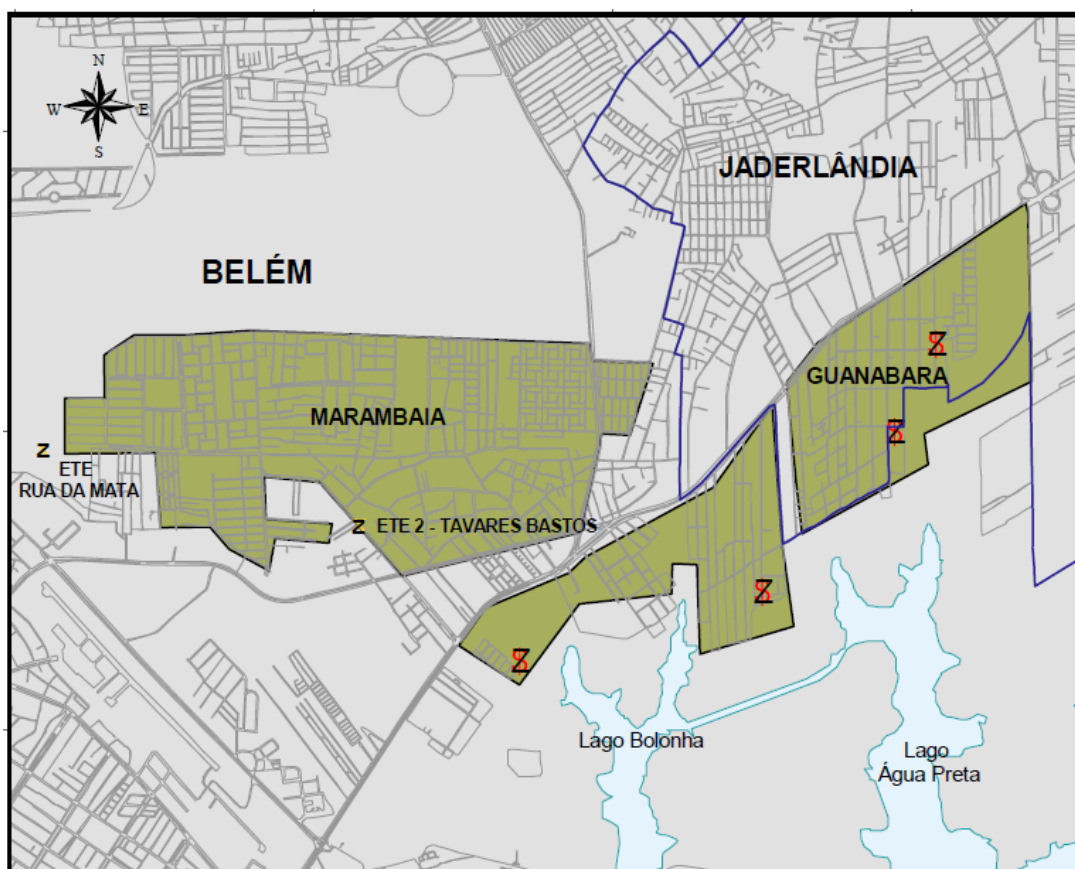 N
W E
S
JADERLÂNDIA
BELÉM
GUANABARA
MARAMBAIA
Z
ETE
RUA DA MATA
Z ETE 2 - TAVARES BASTOS
Lago Bolonha
Lago
Água Preta